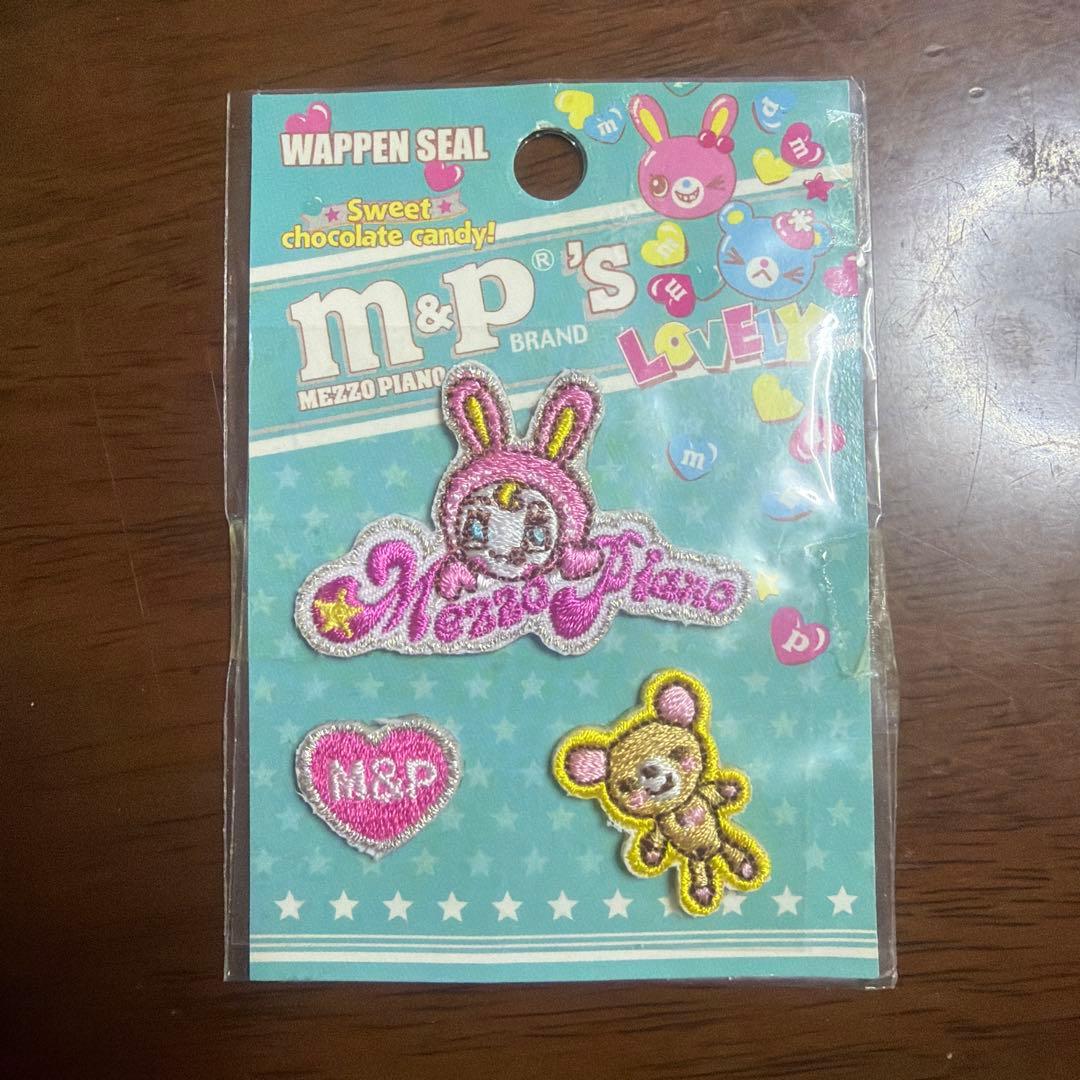 WAPPEN SEAL
Sweet
chocolate candy!
m&p®'s
BRAND
MEZZO PIANO
LOVELY
m
p
m
m
m
m
p
Mezzo Piano
M&P